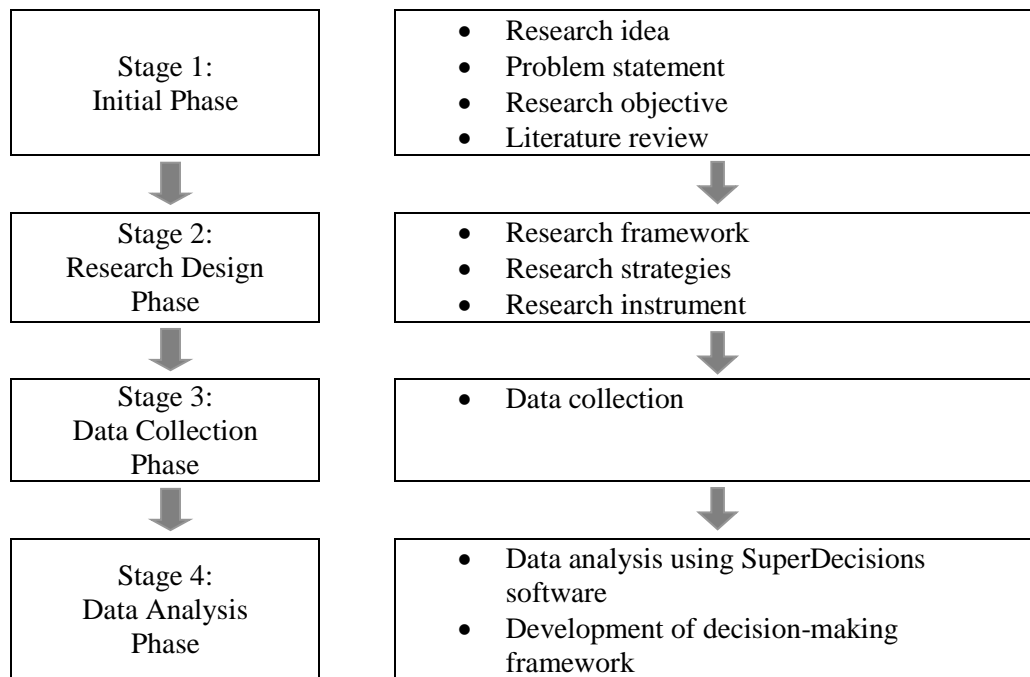 Stage 1:
Initial Phase
• Research idea
• Problem statement
• Research objective
• Literature review
Stage 2:
Research Design
Phase
• Research framework
• Research strategies
• Research instrument
Stage 3:
Data Collection
Phase
• Data collection
Stage 4:
Data Analysis
Phase
• Data analysis using SuperDecisions
software
• Development of decision-making
framework